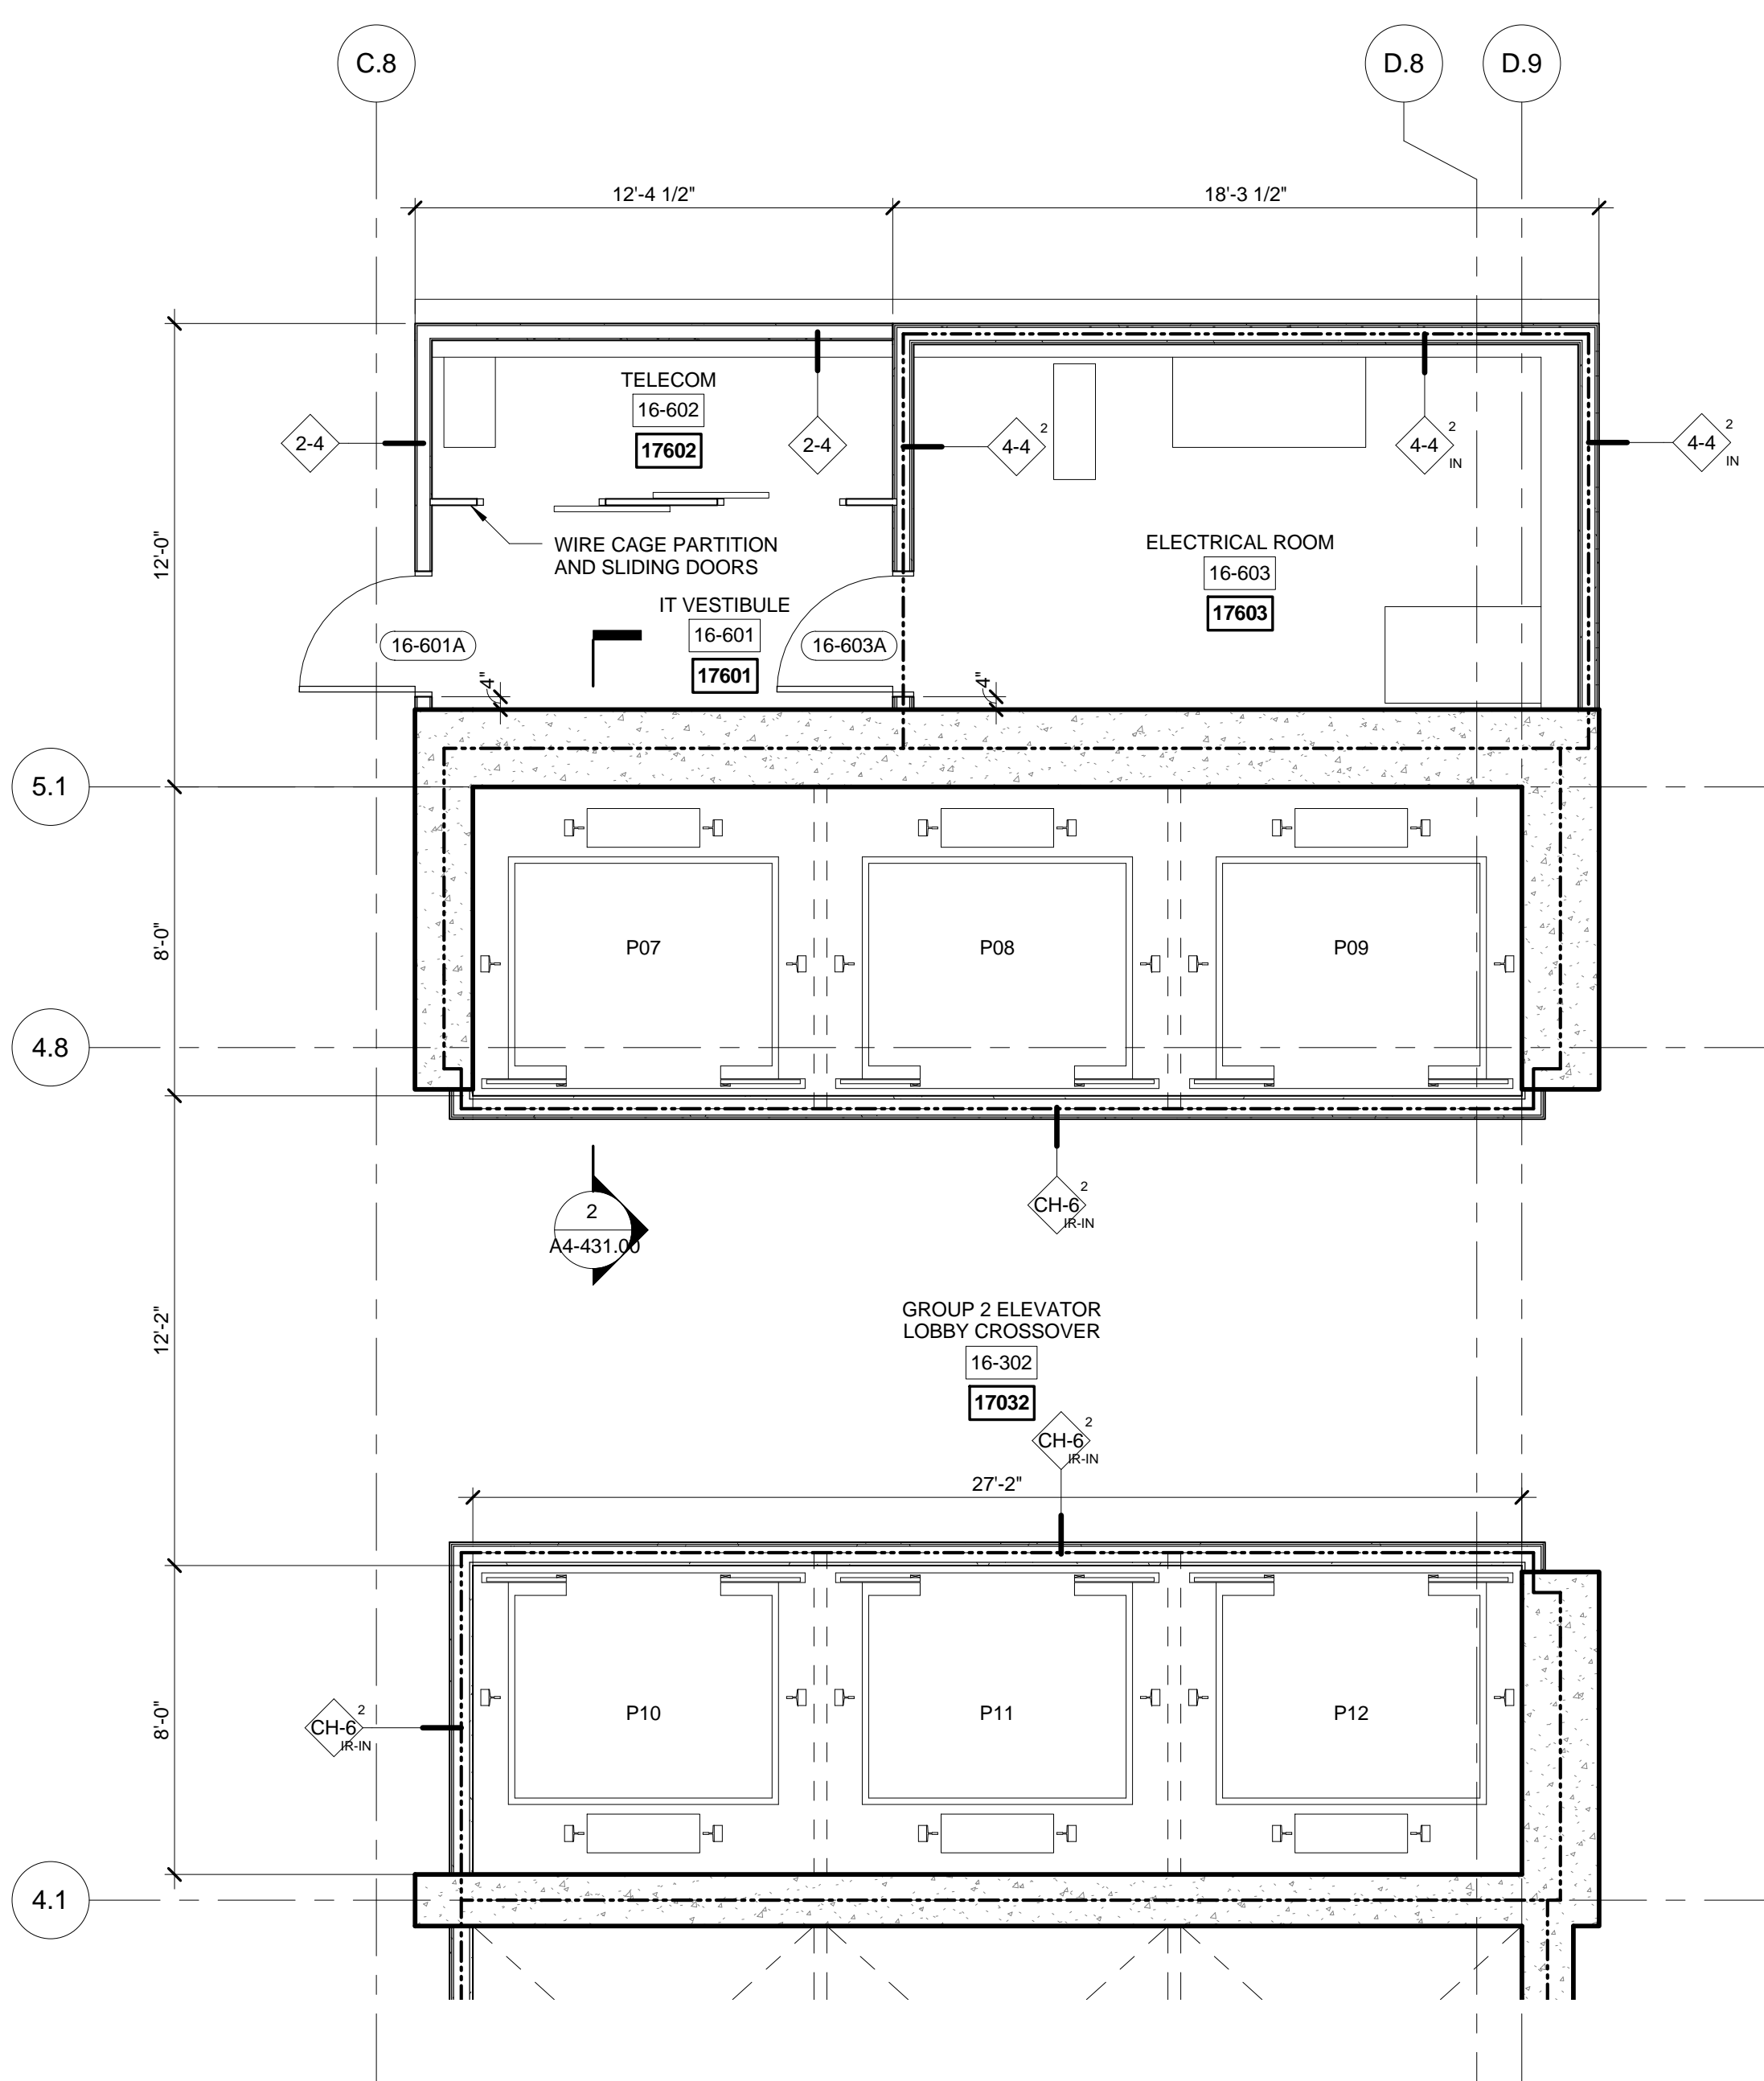 C.8
D.8
D.9
12'-4 1/2"
18'-3 1/2"
TELECOM
16-602
17602
2-4
2-4
4-4
2
4-4
2
IN
4-4
2
IN
WIRE CAGE PARTITION
AND SLIDING DOORS
ELECTRICAL ROOM
16-603
17603
12'-0"
IT VESTIBULE
16-601
17601
16-601A
16-603A
4"
4"
5.1
8'-0"
P07
P08
P09
4.8
CH-6
2
IR-IN
2
A4-431.00
12'-2"
GROUP 2 ELEVATOR
LOBBY CROSSOVER
16-302
17032
CH-6
2
IR-IN
27'-2"
8'-0"
P10
P11
P12
CH-6
2
IR-IN
4.1